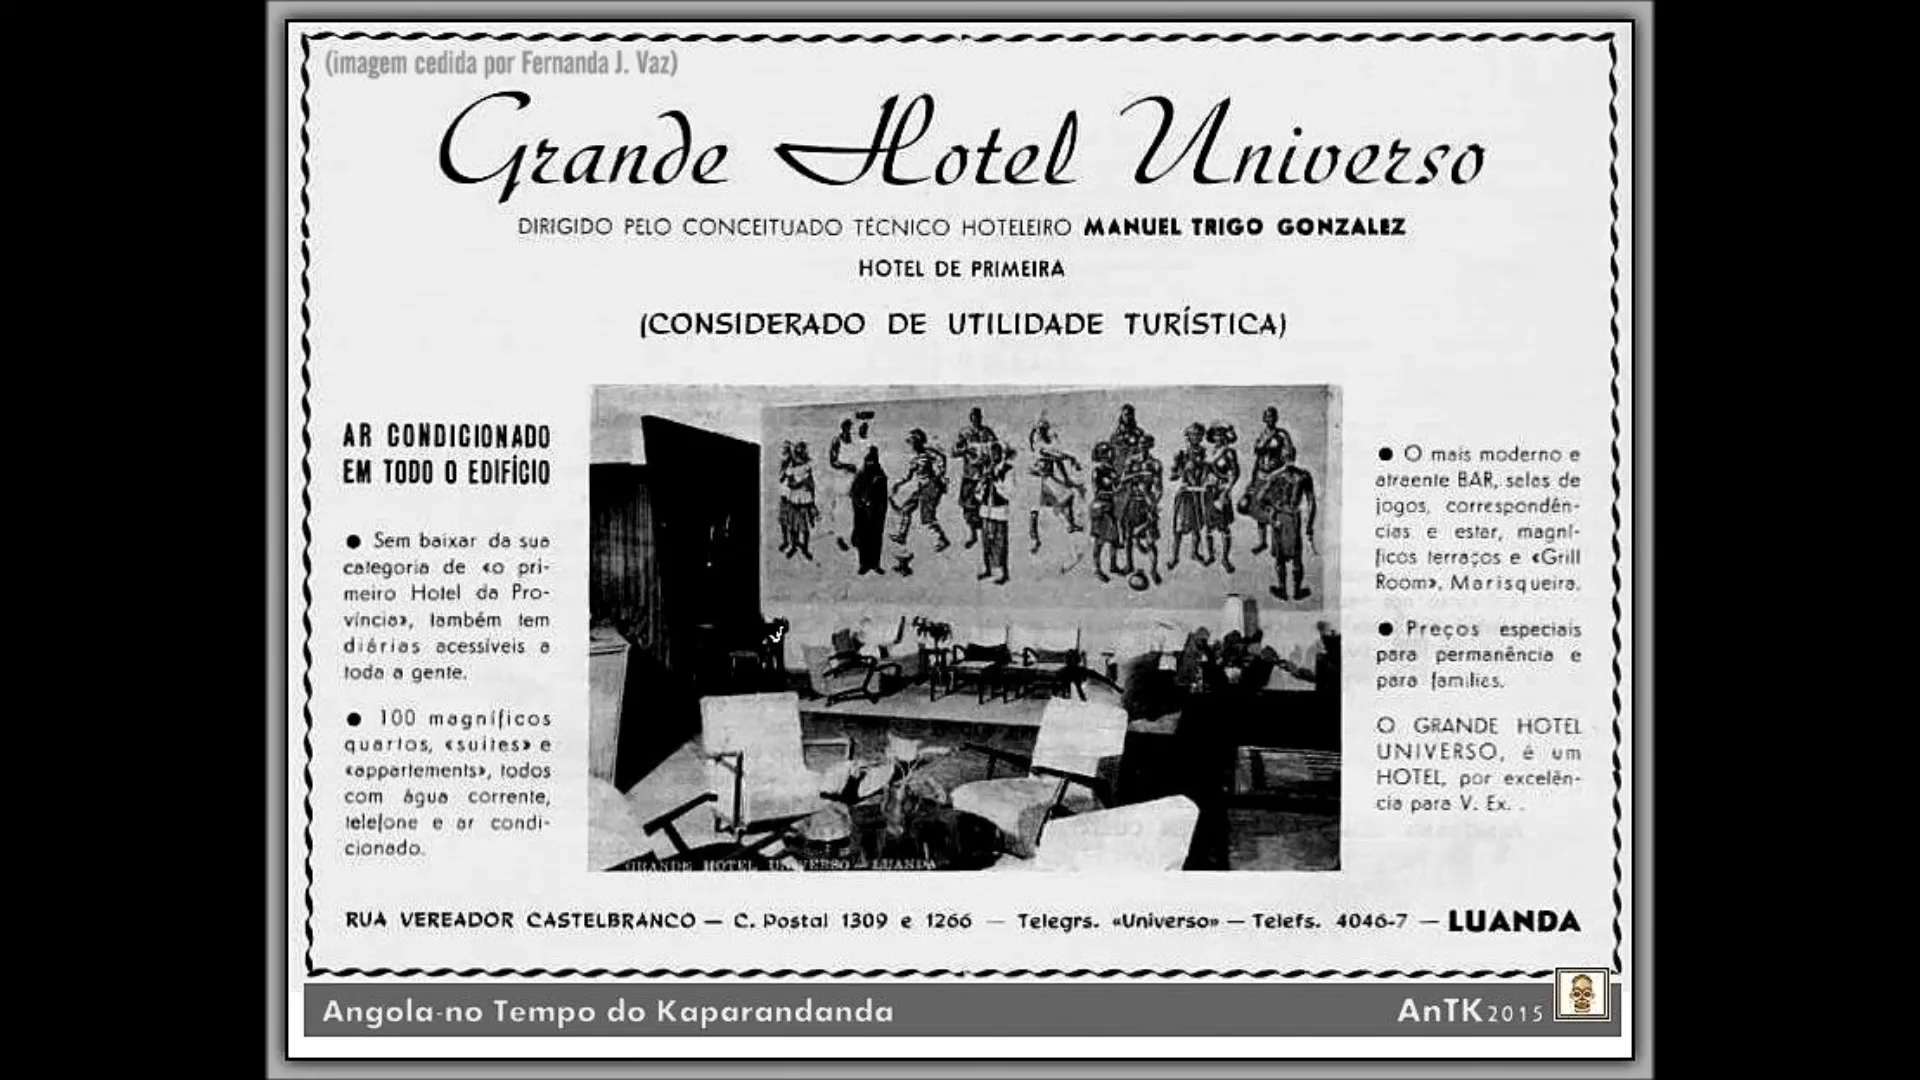 (imagem cedida por Fernanda J. Vaz)
Grande Hotel Universo
DIRIGIDO PELO CONCEITUADO TÉCNICO HOTELEIRO MANUEL TRIGO GONZALEZ
HOTEL DE PRIMEIRA
(CONSIDERADO DE UTILIDADE TURÍSTICA)
AR CONDICIONADO
EM TODO O EDIFÍCIO
● Sem baixar da sua
categoria de «o pri-
meiro Hotel da Pro-
víncia», também tem
diárias acessíveis a
toda a gente.
● 100 magníficos
quartos, «suites» e
«appartements», todos
com água corrente,
telefone e ar condi-
cionado.
GRANDE HOTEL UNIVERSO — LUANDA
● O mais moderno e
atraente BAR, salas de
jogos, correspondên-
cias e estar, magní-
ficos terraços e «Grill
Room», Marisqueira.
● Preços especiais
para permanência e
para famílias.
O GRANDE HOTEL
UNIVERSO, é um
HOTEL, por excelên-
cia para V. Ex. .
RUA VEREADOR CASTELBRANCO — C. Postal 1309 e 1266 — Telegrs. «Universo» — Telefs. 4046-7 — LUANDA
Angola-no Tempo do Kaparandanda
AnTK 2015